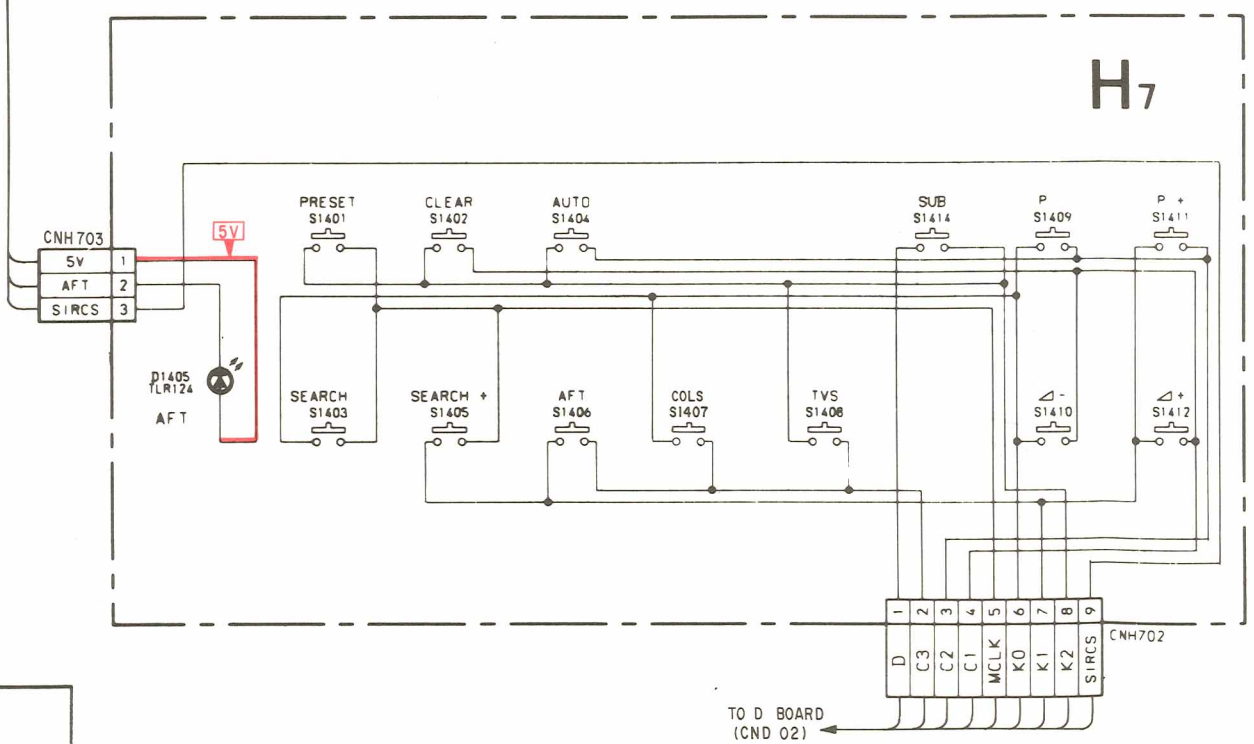 H7
PRESET
S1401
CLEAR
S1402
AUTO
S1404
SUB
S1414
P
S1409
P +
S1411
5V
CNH703
5V 1
AFT 2
SIRCS 3
D1405
TLR124
AFT
SEARCH
S1403
SEARCH +
S1405
AFT
S1406
COLS
S1407
TVS
S1408
⊿ -
S1410
⊿ +
S1412
1 2 3 4 5 6 7 8 9
D C3 C2 C1 MCLK K0 K1 K2 SIRCS
CNH702
TO D BOARD
(CND 02)